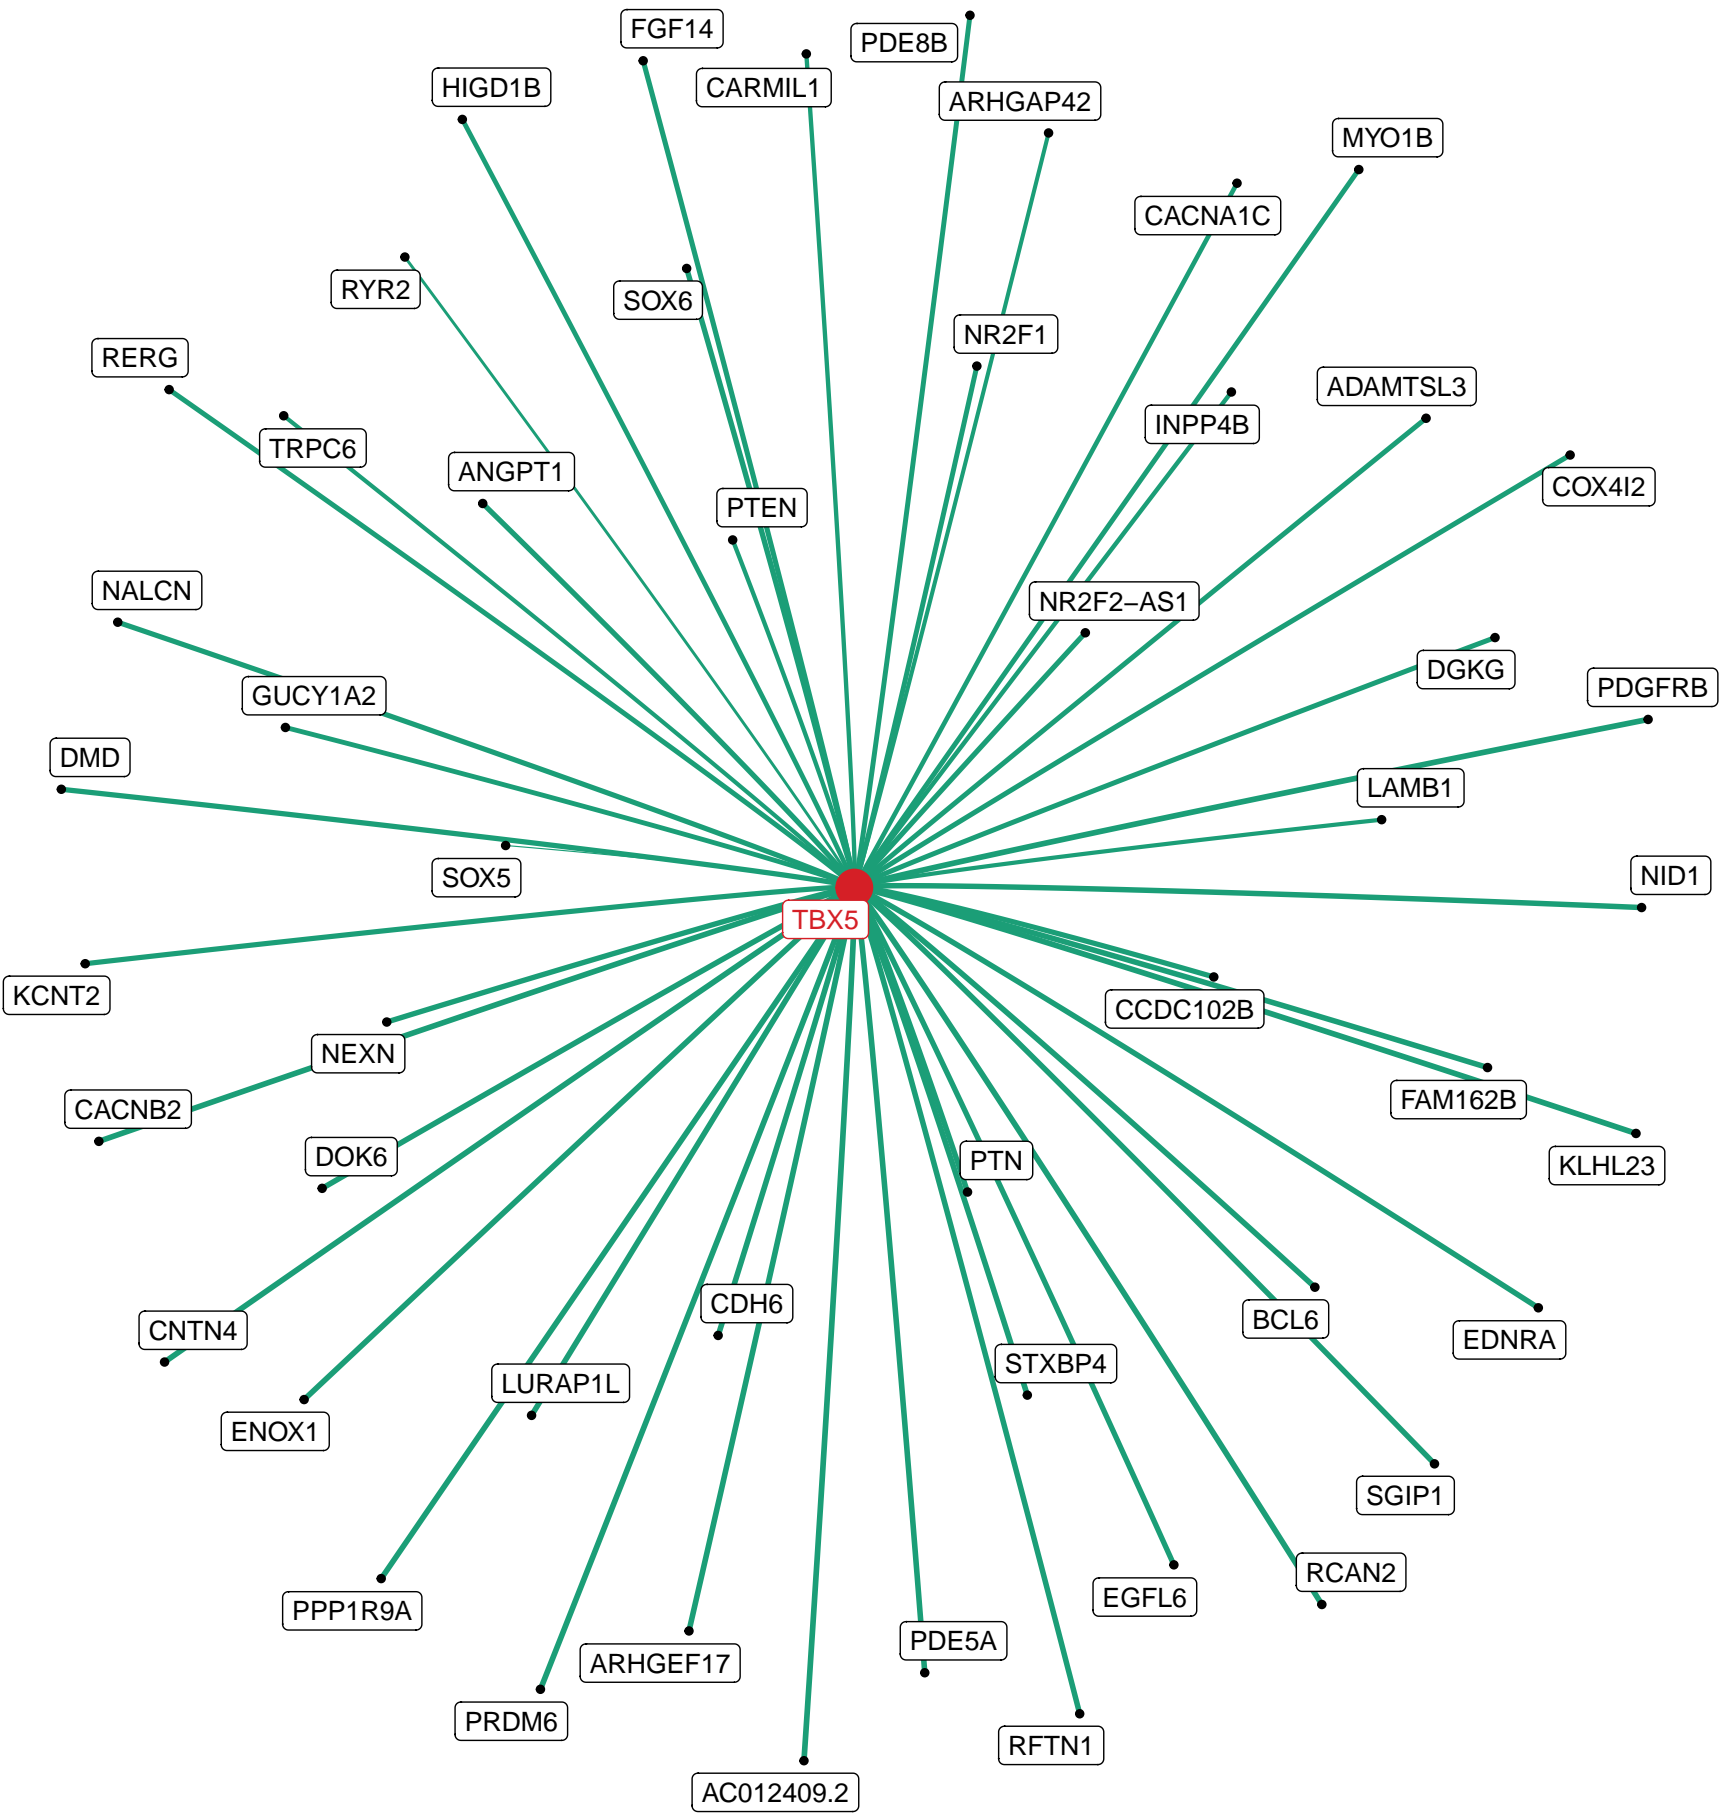 FGF14
PDE8B
HIGD1B
CARMIL1
ARHGAP42
MYO1B
CACNA1C
RYR2
SOX6
NR2F1
RERG
ADAMTSL3
INPP4B
TRPC6
ANGPT1
COX4I2
PTEN
NALCN
NR2F2–AS1
DGKG
PDGFRB
GUCY1A2
DMD
LAMB1
SOX5
NID1
TBX5
KCNT2
CCDC102B
NEXN
FAM162B
CACNB2
DOK6
PTN
KLHL23
CDH6
BCL6
CNTN4
EDNRA
STXBP4
LURAP1L
ENOX1
SGIP1
RCAN2
EGFL6
PPP1R9A
PDE5A
ARHGEF17
PRDM6
RFTN1
AC012409.2